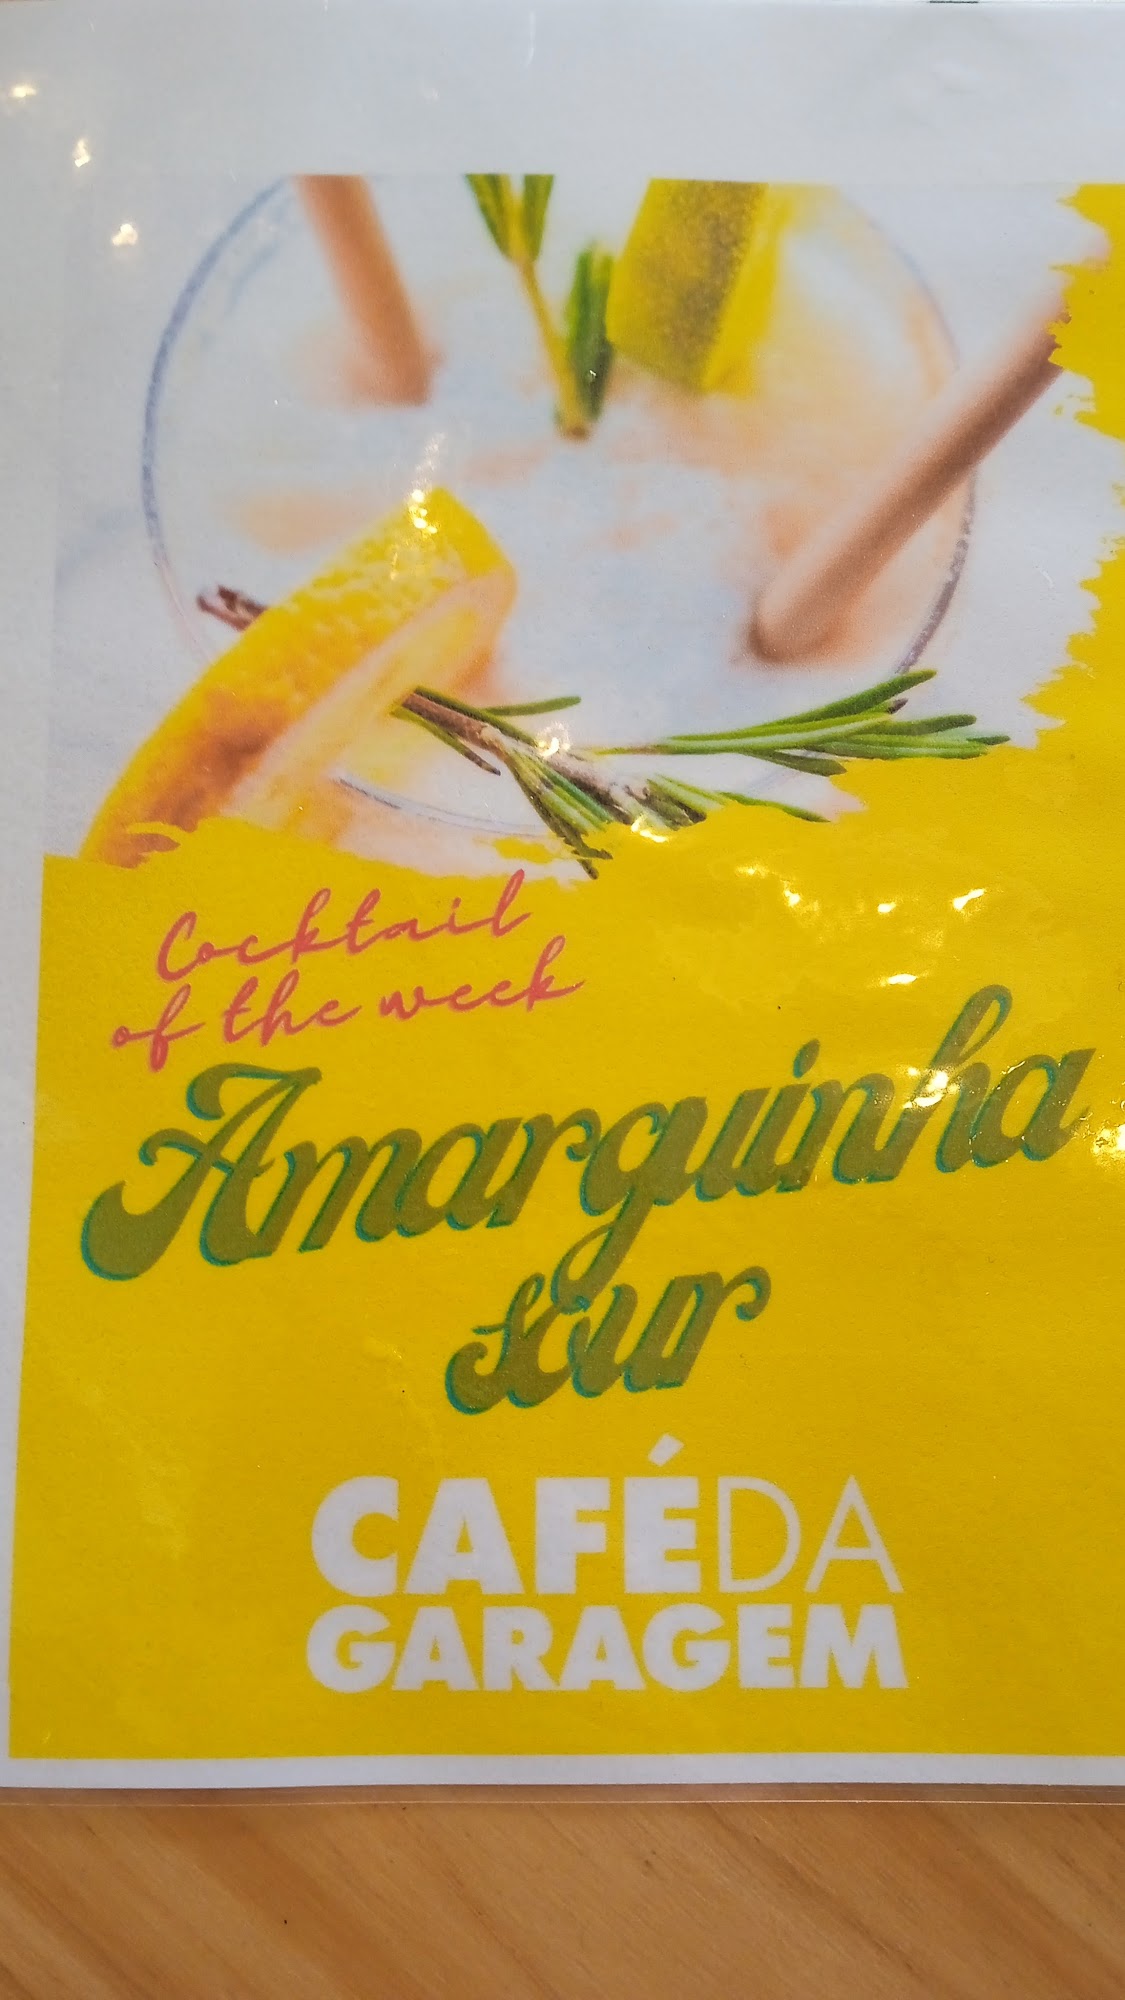 Cocktail
of the week
Amarguinha
sour
CAFÉDA
GARAGEM